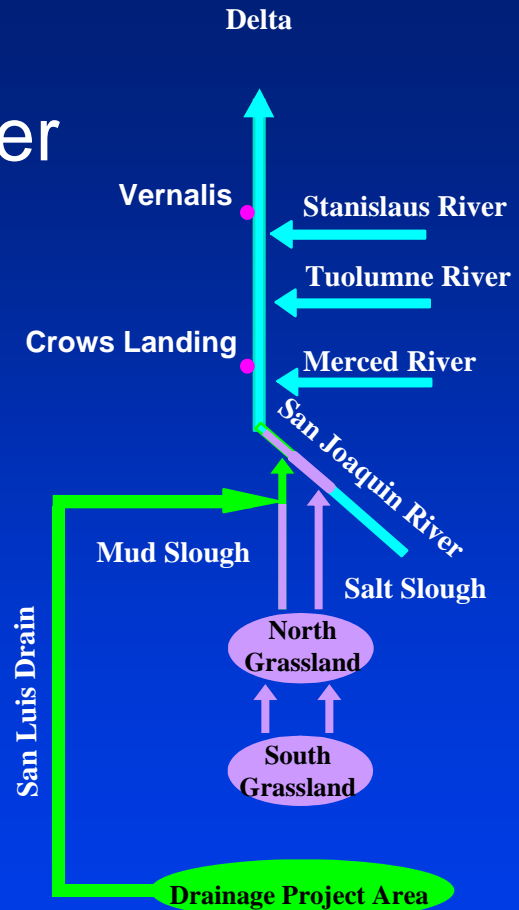 Delta
er
Vernalis
Stanislaus River
Tuolumne River
Crows Landing
Merced River
San Joaquin River
Mud Slough
Salt Slough
North
Grassland
San Luis Drain
South
Grassland
Drainage Project Area